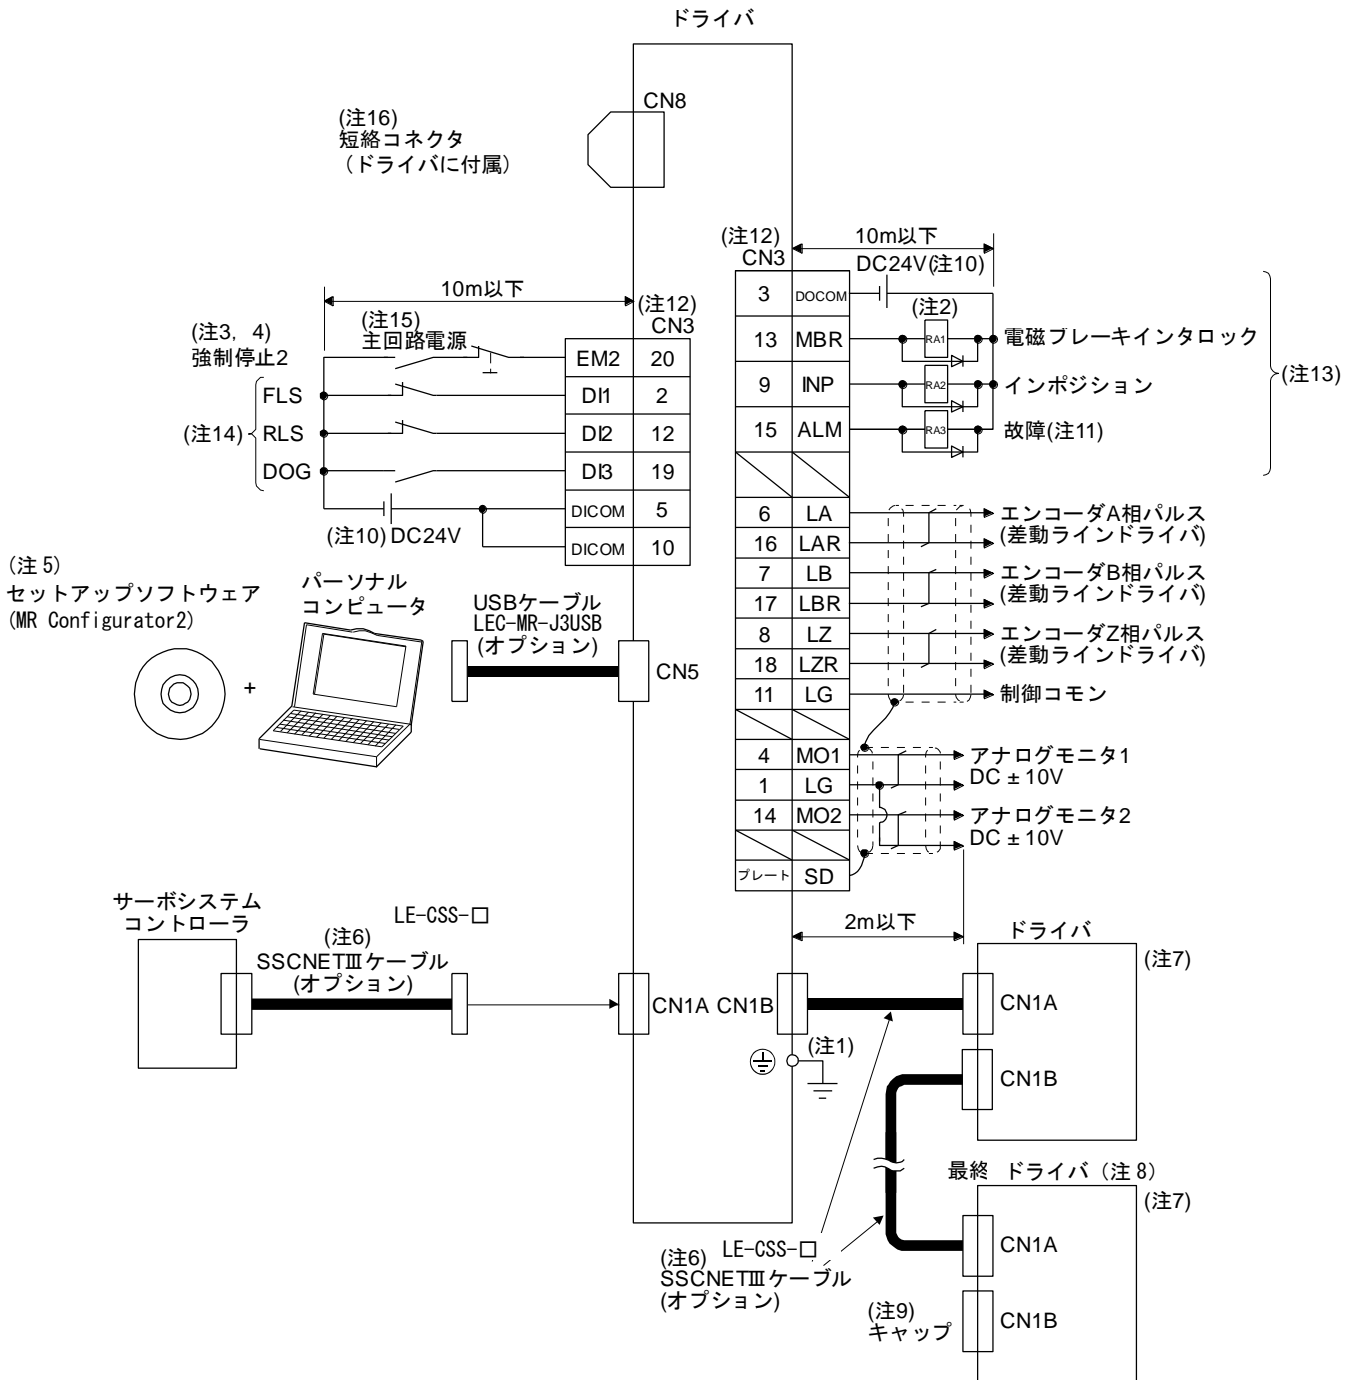 ドライバ
CN8
(注16)
短絡コネクタ
（ドライバに付属）
(注12)
CN3
10m以下
DC24V(注10)
3 DOCOM
(注2)
13 MBR RA1 電磁ブレーキインタロック
9 INP RA2 インポジション
15 ALM RA3 故障(注11)
(注13)
10m以下
(注12)
CN3
(注15)
主回路電源
(注3，4)
強制停止2
EM2 20
FLS DI1 2
(注14) RLS DI2 12
DOG DI3 19
DICOM 5
(注10) DC24V
DICOM 10
6 LA エンコーダA相パルス
16 LAR (差動ラインドライバ)
7 LB エンコーダB相パルス
17 LBR (差動ラインドライバ)
8 LZ エンコーダZ相パルス
18 LZR (差動ラインドライバ)
11 LG 制御コモン
4 MO1 アナログモニタ1
1 LG DC ± 10V
14 MO2 アナログモニタ2
DC ± 10V
プレート SD
2m以下
(注 5)
セットアップソフトウェア
(MR Configurator2)
+
パーソナル
コンピュータ
USBケーブル
LEC-MR-J3USB
(オプション)
CN5
サーボシステム
コントローラ
LE-CSS-□
(注6)
SSCNETⅢケーブル
(オプション)
CN1A CN1B
(注1)
ドライバ
(注7)
CN1A
CN1B
最終 ドライバ（注 8）
(注7)
CN1A
CN1B
(注9)
キャップ
(注6) LE-CSS-□
SSCNETⅢケーブル
(オプション)